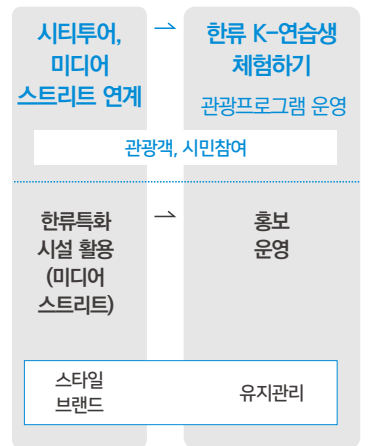 시티투어,
미디어
스트리트 연계
⇀
한류 K-연습생
체험하기
관광프로그램 운영
관광객, 시민참여
한류특화
시설 활용
(미디어
스트리트)
⇀
홍보
운영
스타일
브랜드
유지관리